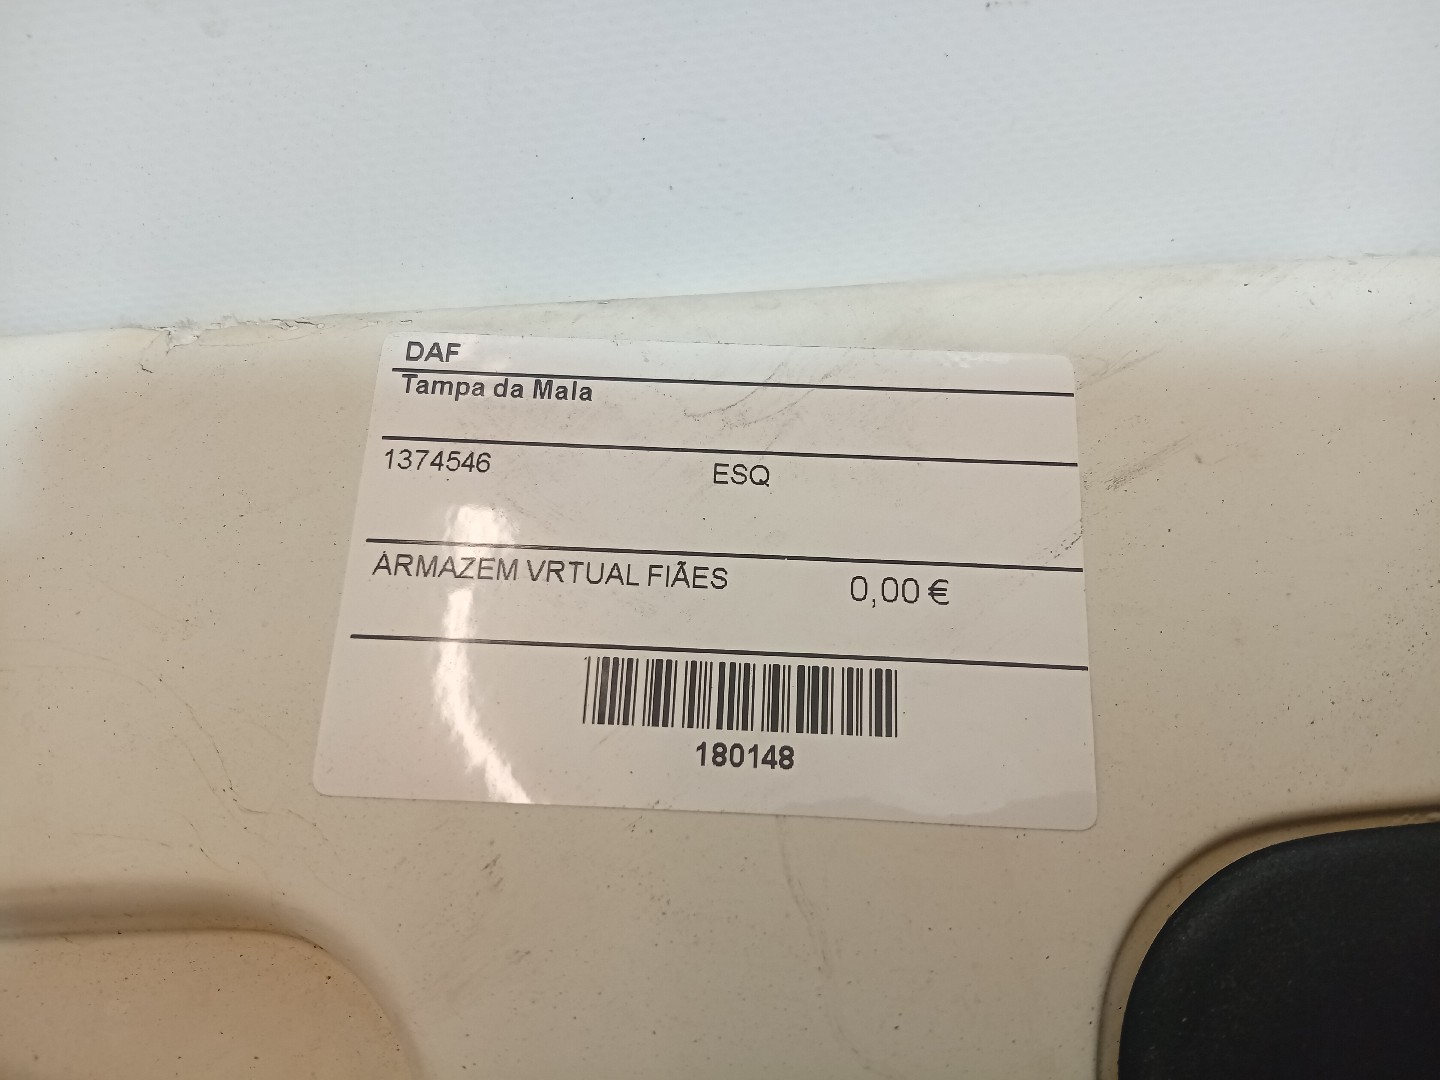 DAF
Tampa da Mala
1374546 ESQ
ARMAZEM VRTUAL FIÃES 0,00 €
180148